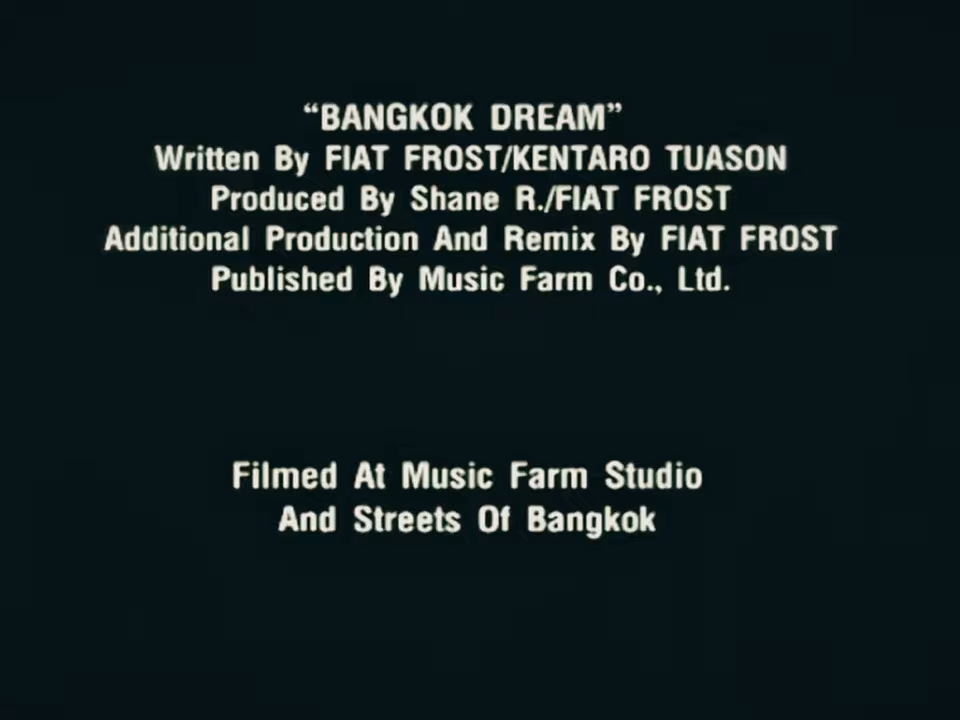 “BANGKOK DREAM”
Written By FIAT FROST/KENTARO TUASON
Produced By Shane R./FIAT FROST
Additional Production And Remix By FIAT FROST
Published By Music Farm Co., Ltd.
Filmed At Music Farm Studio
And Streets Of Bangkok